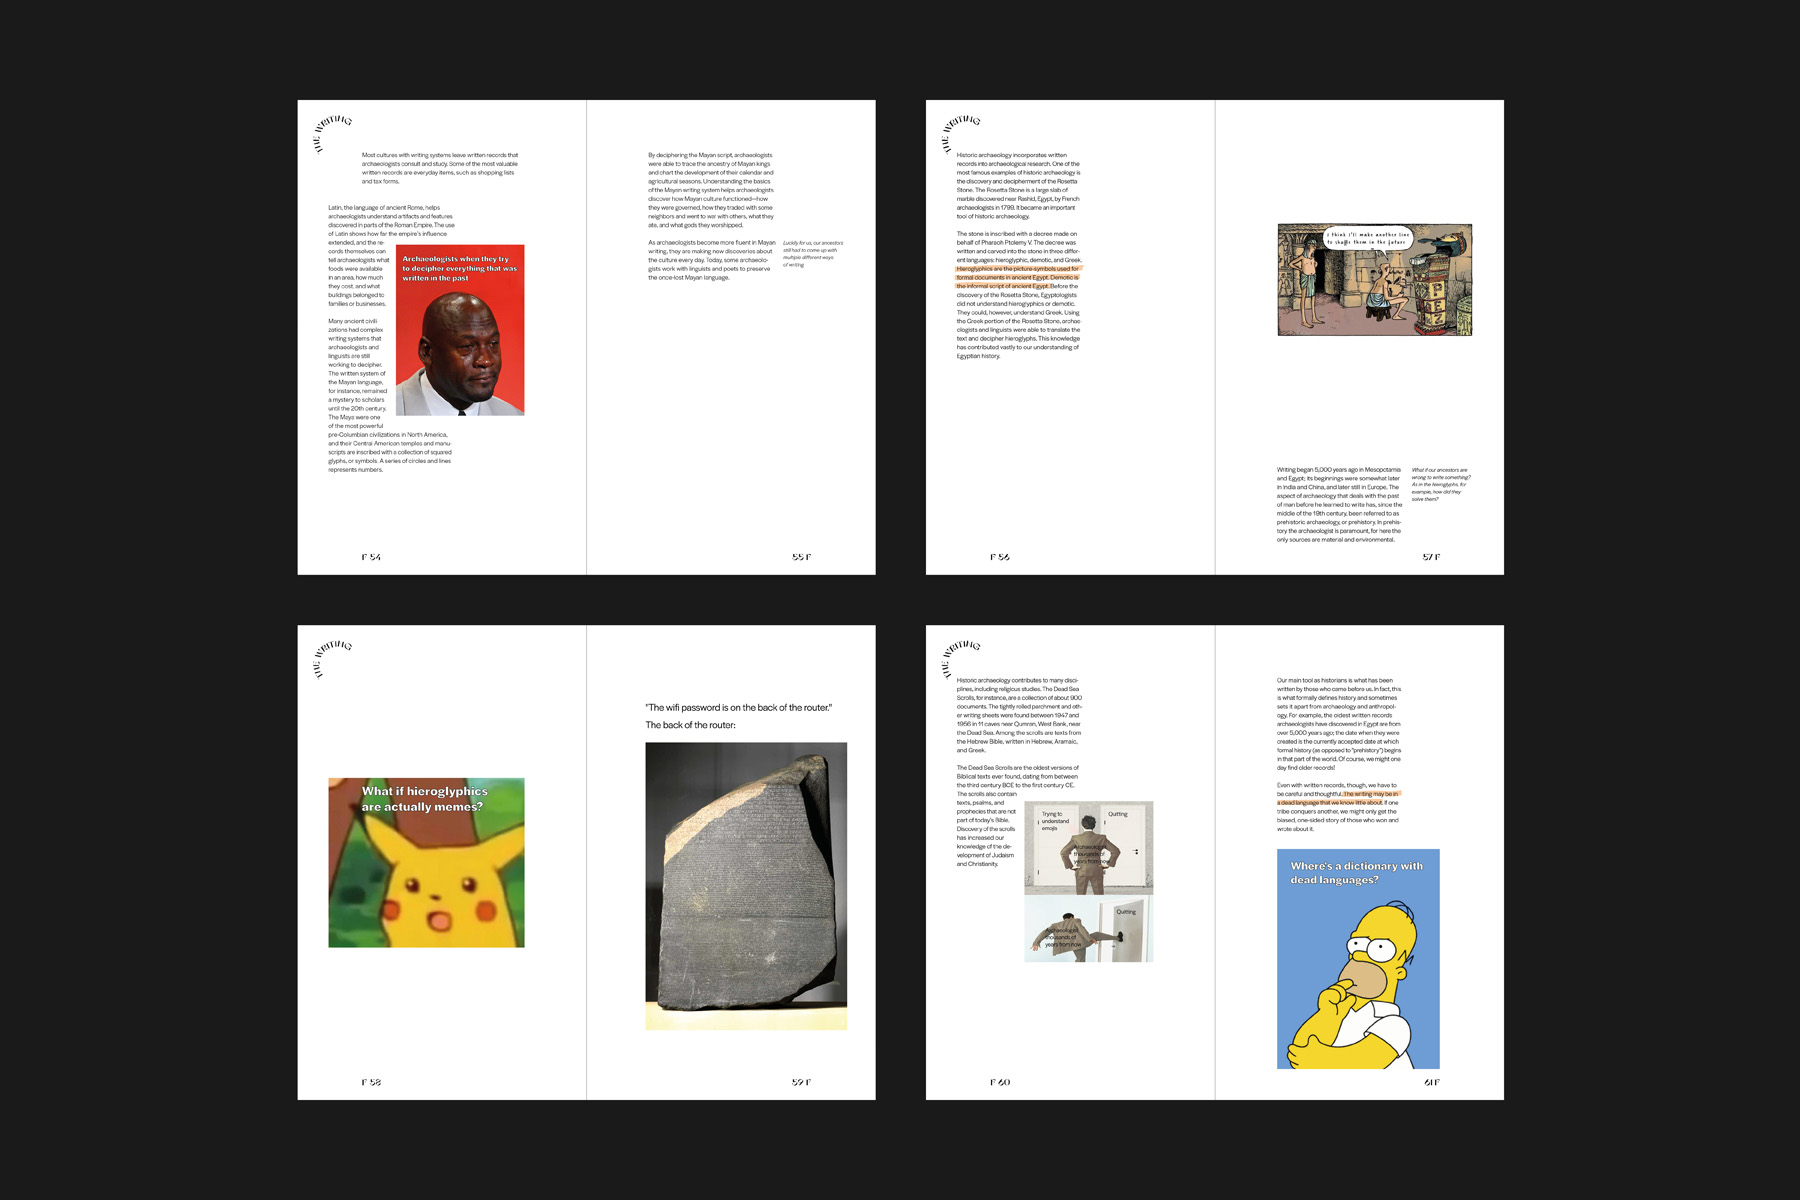 THE WRITING
Most cultures with writing systems leave written records that
archaeologists consult and study. Some of the most valuable
written records are everyday items, such as shopping lists
and tax forms.
Latin, the language of ancient Rome, helps
archaeologists understand artifacts and features
discovered in parts of the Roman Empire. The use
of Latin shows how far the empire's influence
extended, and the re-
cords themselves can
tell archaeologists what
foods were available
in an area, how much
they cost, and what
buildings belonged to
families or businesses.
Many ancient civili
zations had complex
writing systems that
archaeologists and
linguists are still
working to decipher.
The written system of
the Mayan language,
for instance, remained
a mystery to scholars
until the 20th century.
The Maya were one
of the most powerful
pre-Columbian civilizations in North America,
and their Central American temples and manu-
scripts are inscribed with a collection of squared
glyphs, or symbols. A series of circles and lines
represents numbers.
Archaeologists when they try
to decipher everything that was
written in the past
F 54
By deciphering the Mayan script, archaeologists
were able to trace the ancestry of Mayan kings
and chart the development of their calendar and
agricultural seasons. Understanding the basics
of the Mayan writing system helps archaeologists
discover how Mayan culture functioned—how
they were governed, how they traded with some
neighbors and went to war with others, what they
ate, and what gods they worshipped.
As archaeologists become more fluent in Mayan
writing, they are making new discoveries about
the culture every day. Today, some archaeolo-
gists work with linguists and poets to preserve
the once-lost Mayan language.
Luckily for us, our ancestors
still had to come up with
multiple different ways
of writing
55 F
THE WRITING
Historic archaeology incorporates written
records into archaeological research. One of the
most famous examples of historic archaeology is
the discovery and decipherment of the Rosetta
Stone. The Rosetta Stone is a large slab of
marble discovered near Rashid, Egypt, by French
archaeologists in 1799. It became an important
tool of historic archaeology.
The stone is inscribed with a decree made on
behalf of Pharaoh Ptolemy V. The decree was
written and carved into the stone in three differ-
ent languages: hieroglyphic, demotic, and Greek.
Hieroglyphics are the picture-symbols used for
formal documents in ancient Egypt. Demotic is
the informal script of ancient Egypt. Before the
discovery of the Rosetta Stone, Egyptologists
did not understand hieroglyphics or demotic.
They could, however, understand Greek. Using
the Greek portion of the Rosetta Stone, archae
ologists and linguists were able to translate the
text and decipher hieroglyphs. This knowledge
has contributed vastly to our understanding of
Egyptian history.
F 56
I think I'll make another line
to shuffle them in the future
PEZ
Writing began 5,000 years ago in Mesopotamia
and Egypt; its beginnings were somewhat later
in India and China, and later still in Europe. The
aspect of archaeology that deals with the past
of man before he learned to write has, since the
middle of the 19th century, been referred to as
prehistoric archaeology, or prehistory. In prehis-
tory the archaeologist is paramount, for here the
only sources are material and environmental.
What if our ancestors are
wrong to write something?
As in the hieroglyphs, for
example, how did they
solve them?
57 F
THE WRITING
What if hieroglyphics
are actually memes?
F 58
"The wifi password is on the back of the router."
The back of the router:
59 F
THE WRITING
Historic archaeology contributes to many disci-
plines, including religious studies. The Dead Sea
Scrolls, for instance, are a collection of about 900
documents. The tightly rolled parchment and oth-
er writing sheets were found between 1947 and
1956 in 11 caves near Qumran, West Bank, near
the Dead Sea. Among the scrolls are texts from
the Hebrew Bible, written in Hebrew, Aramaic,
and Greek.
The Dead Sea Scrolls are the oldest versions of
Biblical texts ever found, dating from between
the third century BCE to the first century CE.
The scrolls also contain
texts, psalms, and
prophecies that are not
part of today's Bible.
Discovery of the scrolls
has increased our
knowledge of the de-
velopment of Judaism
and Christianity.
Trying to
understand
emojis
Quitting
Archaeologist
thousands of
years from now
Quitting
Archaeologist
thousands of
years from now
F 60
Our main tool as historians is what has been
written by those who came before us. In fact, this
is what formally defines history and sometimes
sets it apart from archaeology and anthropol-
ogy. For example, the oldest written records
archaeologists have discovered in Egypt are from
over 5,000 years ago; the date when they were
created is the currently accepted date at which
formal history (as opposed to "prehistory") begins
in that part of the world. Of course, we might one
day find older records!
Even with written records, though, we have to
be careful and thoughtful. The writing may be in
a dead language that we know little about. If one
tribe conquers another, we might only get the
biased, one-sided story of those who won and
wrote about it.
Where's a dictionary with
dead languages?
61 F